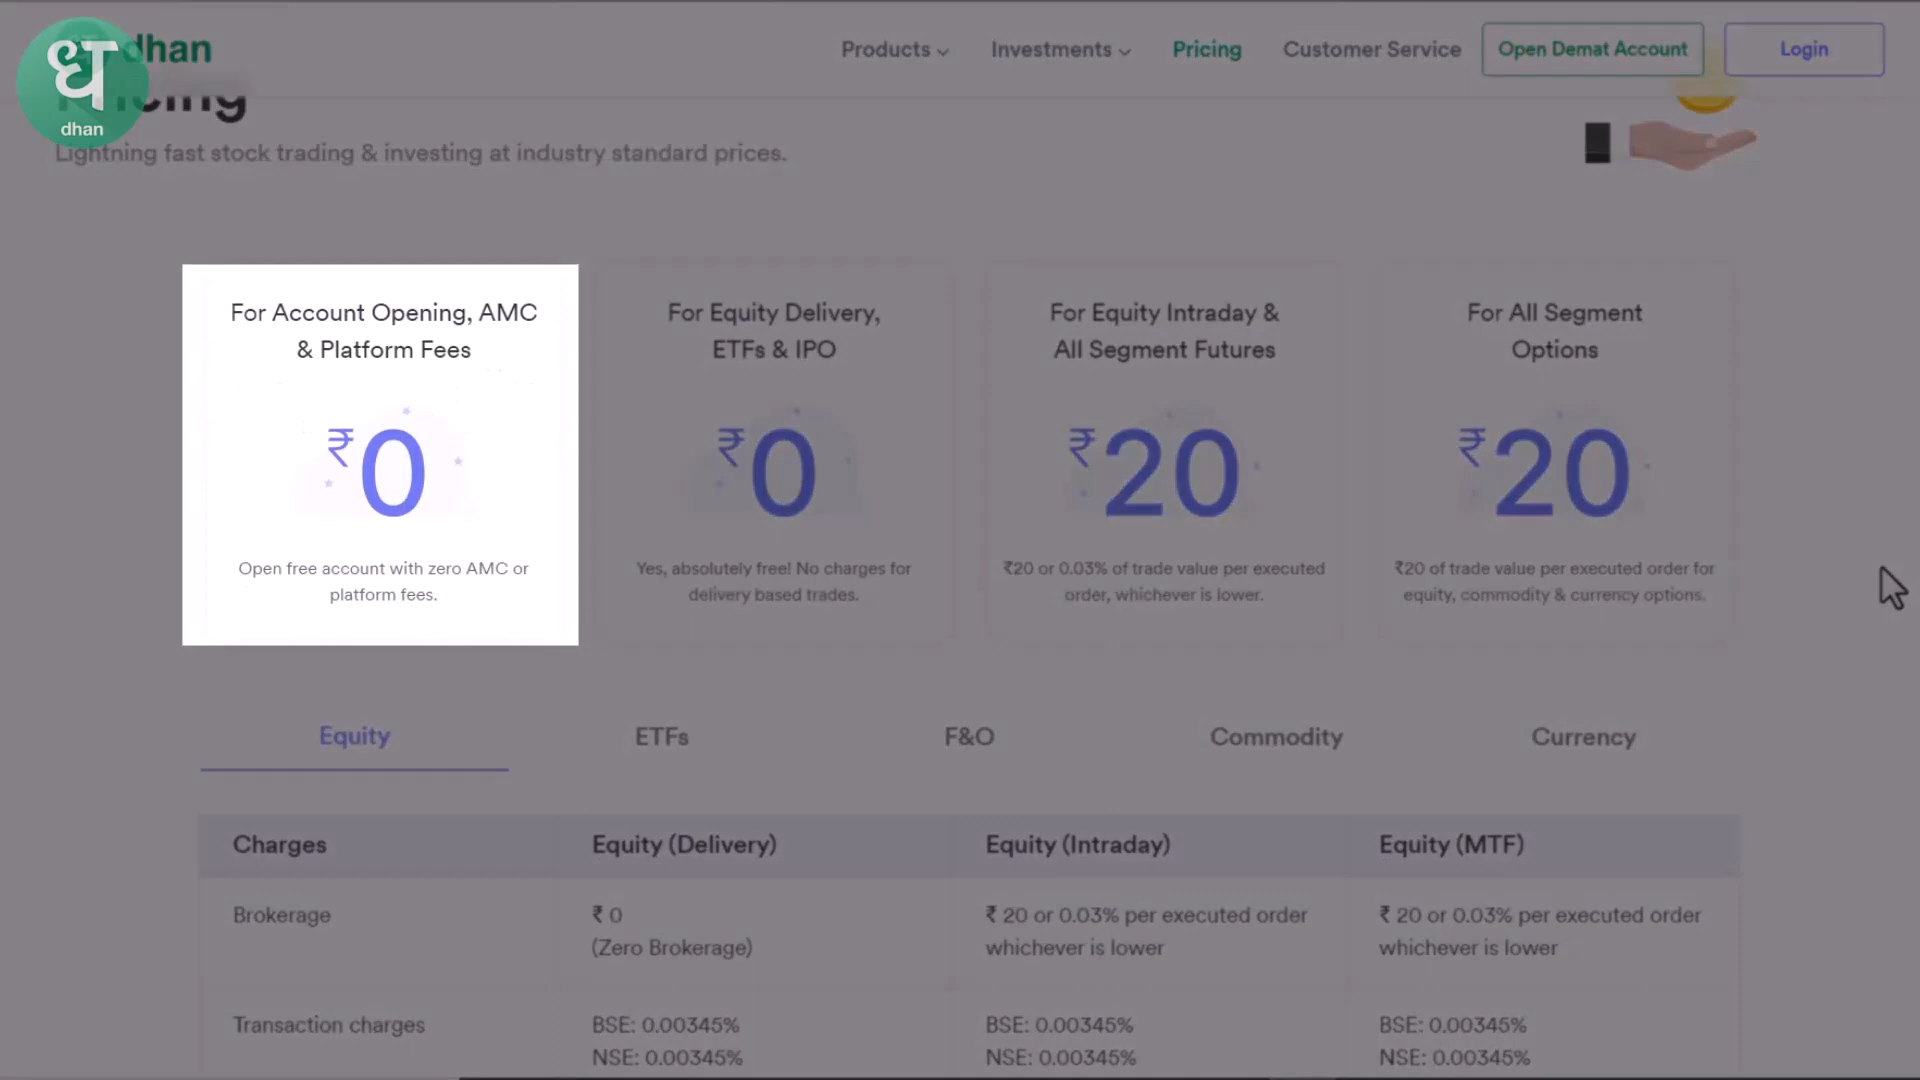 dhan
Products
Investments
Pricing
Customer Service
Open Demat Account
Login
धन
dhan
Pricing
Lightning fast stock trading & investing at industry standard prices.
For Account Opening, AMC
& Platform Fees
₹0
Open free account with zero AMC or
platform fees.
For Equity Delivery,
ETFs & IPO
₹0
Yes, absolutely free! No charges for
delivery based trades.
For Equity Intraday &
All Segment Futures
₹20
₹20 or 0.03% of trade value per executed
order, whichever is lower.
For All Segment
Options
₹20
₹20 of trade value per executed order for
equity, commodity & currency options.
Equity
ETFs
F&O
Commodity
Currency
Charges
Equity (Delivery)
Equity (Intraday)
Equity (MTF)
Brokerage
₹ 0
(Zero Brokerage)
₹ 20 or 0.03% per executed order
whichever is lower
₹ 20 or 0.03% per executed order
whichever is lower
Transaction charges
BSE: 0.00345%
NSE: 0.00345%
BSE: 0.00345%
NSE: 0.00345%
BSE: 0.00345%
NSE: 0.00345%